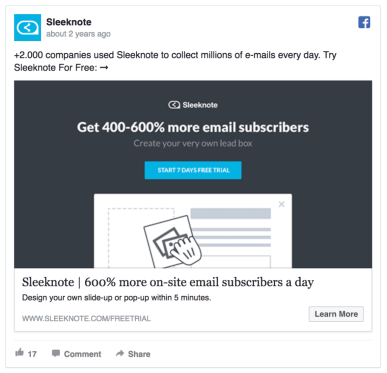 Sleeknote
about 2 years ago
+2.000 companies used Sleeknote to collect millions of e-mails every day. Try
Sleeknote For Free: →
Sleeknote
Get 400-600% more email subscribers
Create your very own lead box
START 7 DAYS FREE TRIAL
Sleeknote | 600% more on-site email subscribers a day
Design your own slide-up or pop-up within 5 minutes.
WWW.SLEEKNOTE.COM/FREETRIAL
Learn More
17 Comment Share